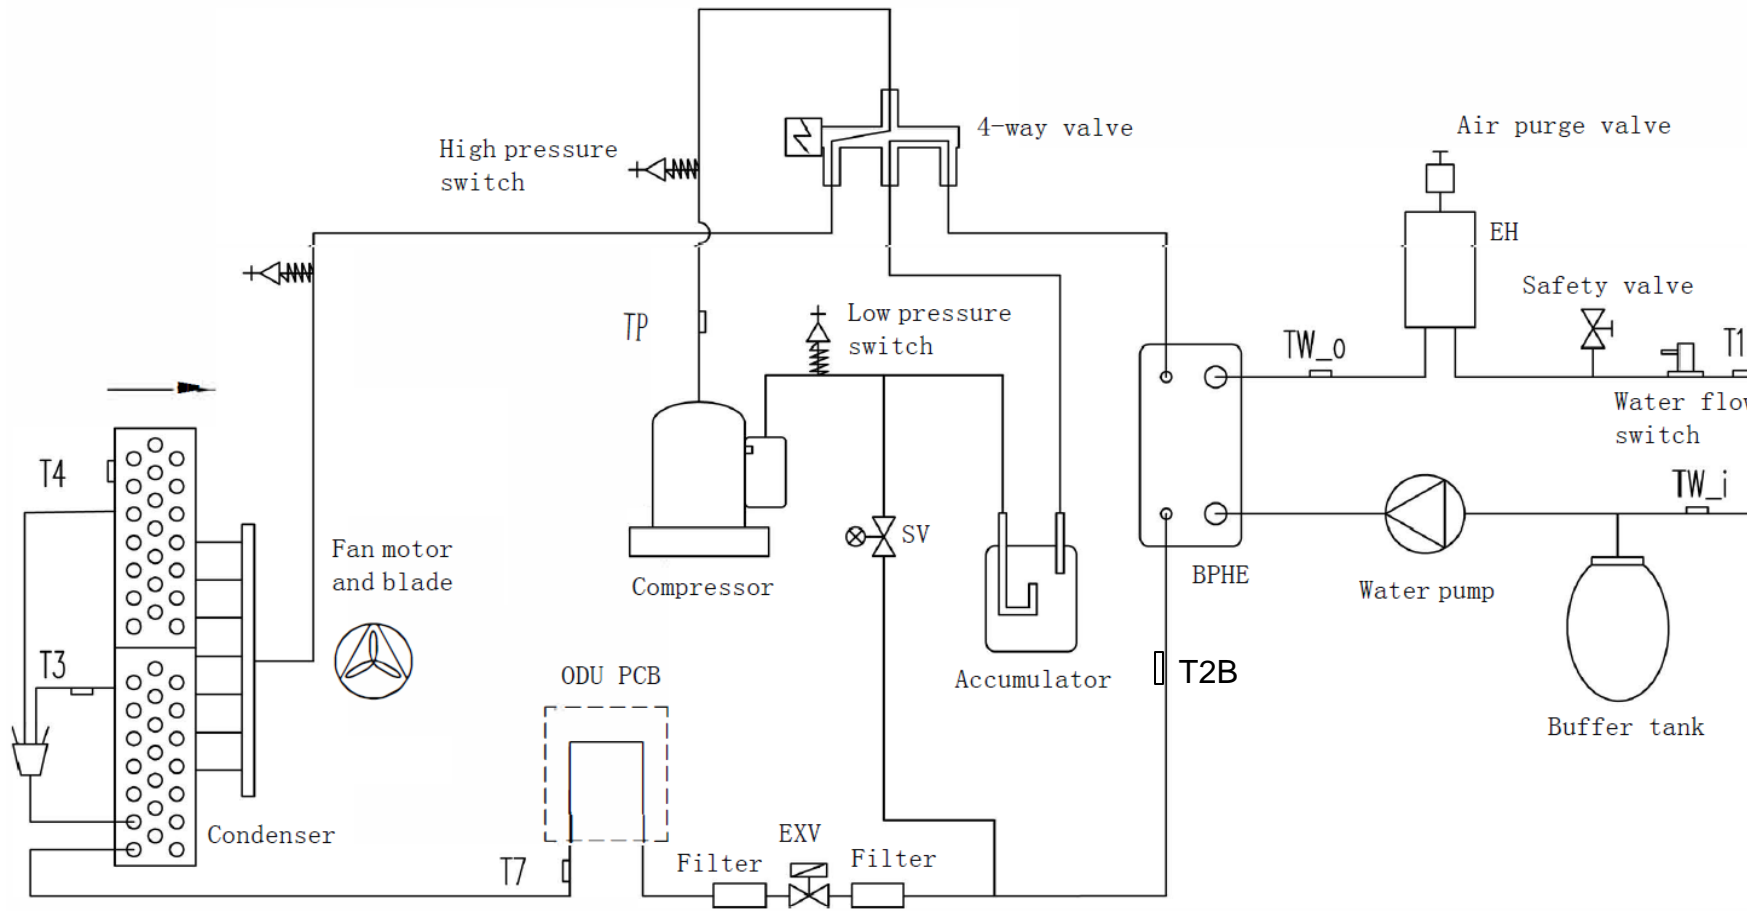 4-way valve
Air purge valve
High pressure
switch
EH
Safety valve
TP
Low pressure
switch
TW_o
T1
Water flow
switch
T4
TW_i
SV
Fan motor
and blade
Compressor
BPHE
Water pump
T3
ODU PCB
Accumulator
T2B
Buffer tank
Condenser
EXV
T7
Filter
Filter